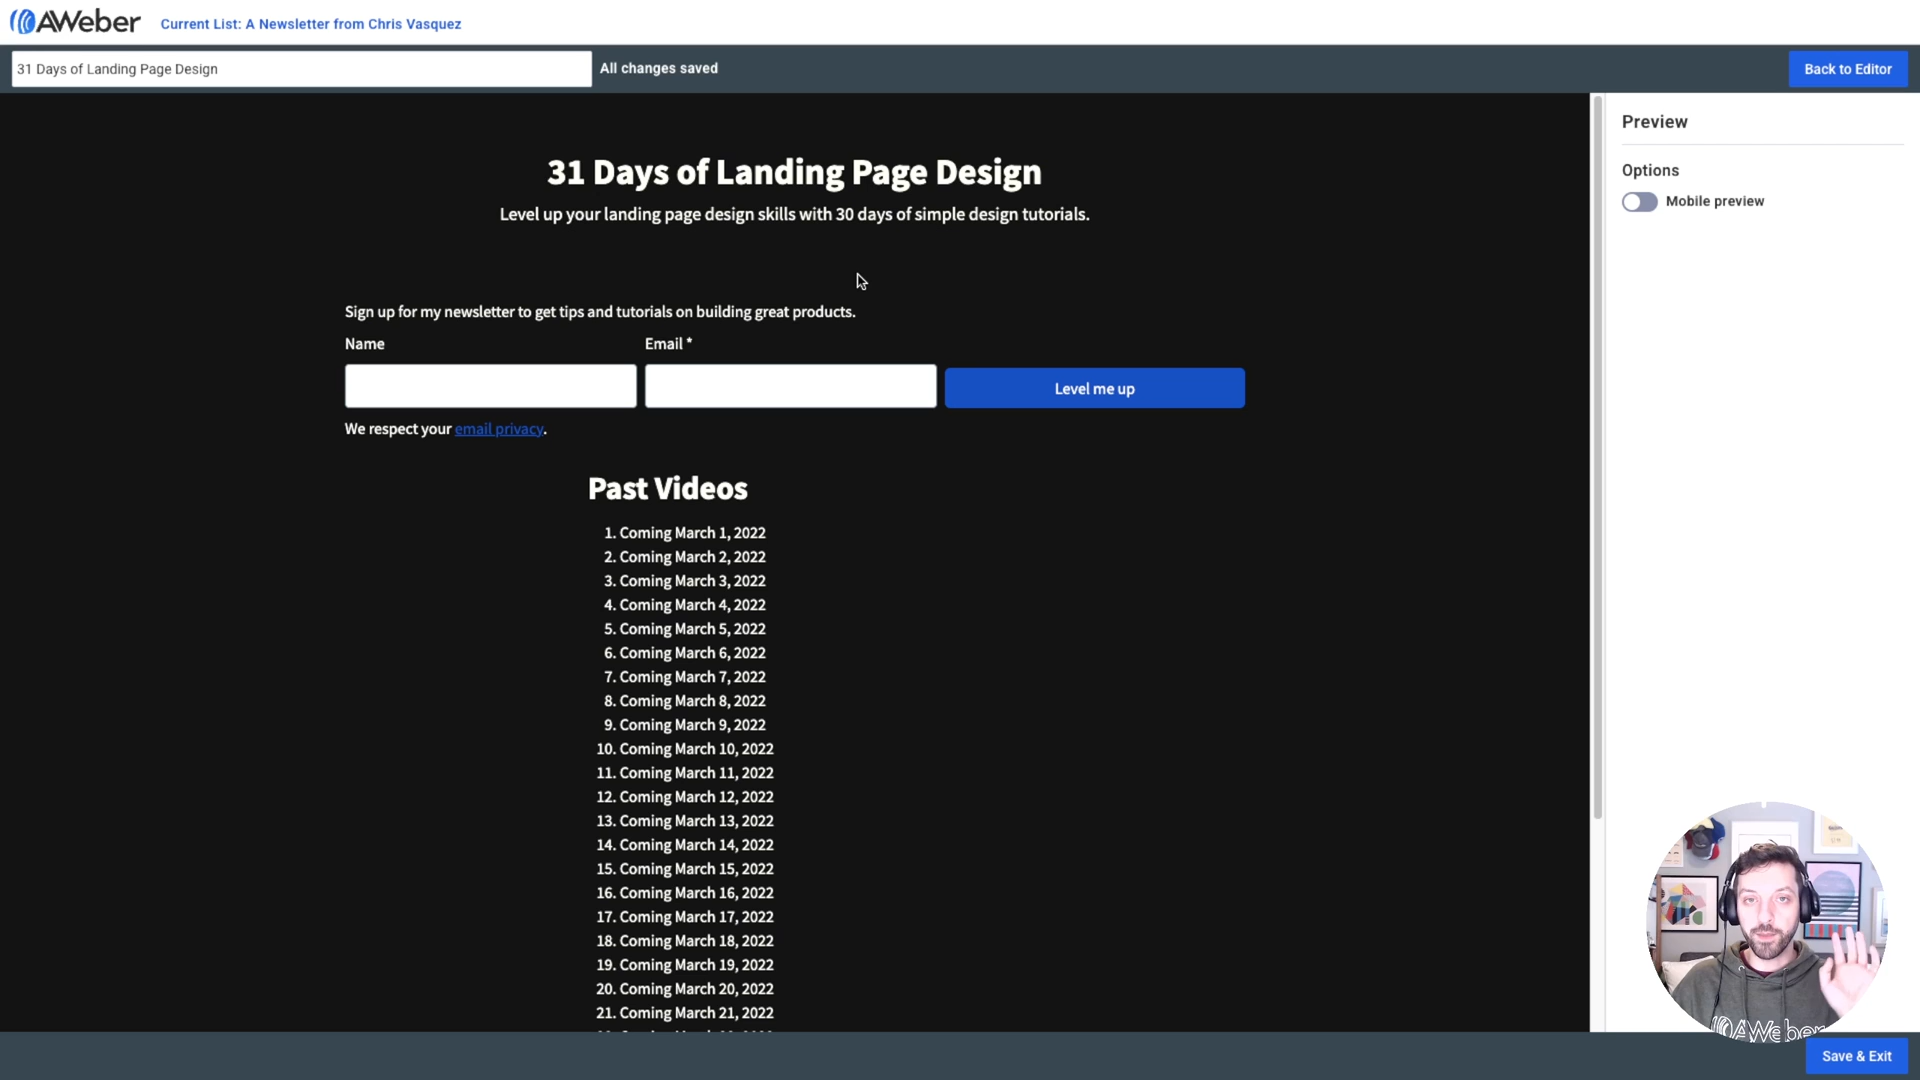 AWeber
Current List: A Newsletter from Chris Vasquez
31 Days of Landing Page Design
All changes saved
Back to Editor
31 Days of Landing Page Design
Level up your landing page design skills with 30 days of simple design tutorials.
Sign up for my newsletter to get tips and tutorials on building great products.
Name
Email *
Level me up
We respect your email privacy.
Past Videos
1. Coming March 1, 2022
2. Coming March 2, 2022
3. Coming March 3, 2022
4. Coming March 4, 2022
5. Coming March 5, 2022
6. Coming March 6, 2022
7. Coming March 7, 2022
8. Coming March 8, 2022
9. Coming March 9, 2022
10. Coming March 10, 2022
11. Coming March 11, 2022
12. Coming March 12, 2022
13. Coming March 13, 2022
14. Coming March 14, 2022
15. Coming March 15, 2022
16. Coming March 16, 2022
17. Coming March 17, 2022
18. Coming March 18, 2022
19. Coming March 19, 2022
20. Coming March 20, 2022
21. Coming March 21, 2022
Preview
Options
Mobile preview
AWeber
Save & Exit